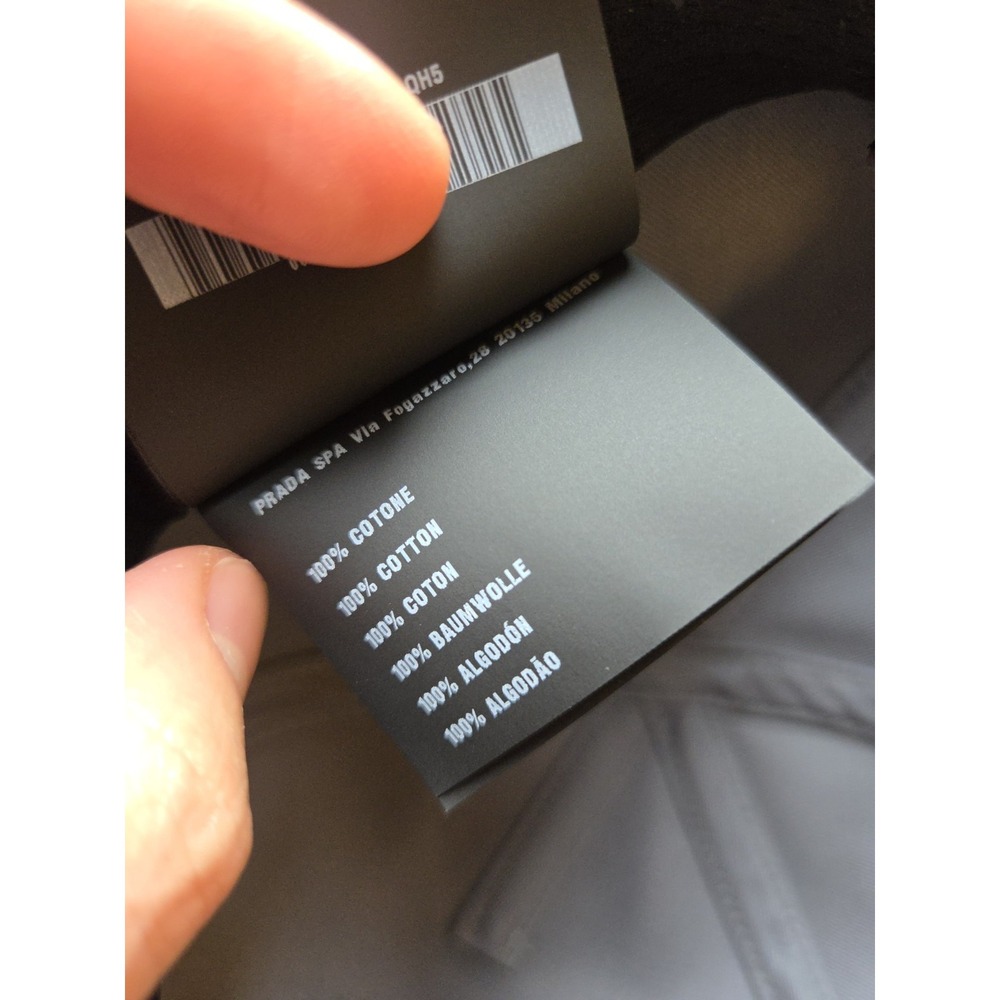 QH5
PRADA SPA Via Fogazzaro,28 20135 Milano
100% COTONE
100% COTTON
100% COTON
100% BAUMWOLLE
100% ALGODÓN
100% ALGODÃO